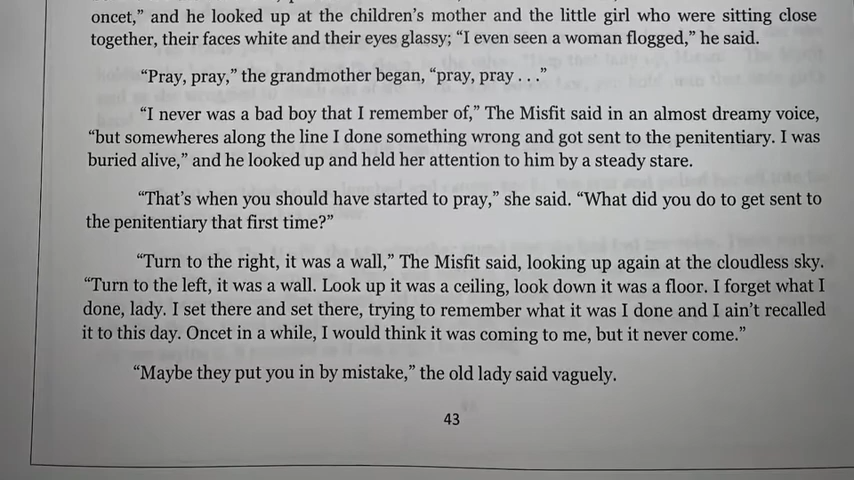 oncet,” and he looked up at the children’s mother and the little girl who were sitting close
together, their faces white and their eyes glassy; “I even seen a woman flogged,” he said.
“Pray, pray,” the grandmother began, “pray, pray . . .”
“I never was a bad boy that I remember of,” The Misfit said in an almost dreamy voice,
“but somewheres along the line I done something wrong and got sent to the penitentiary. I was
buried alive,” and he looked up and held her attention to him by a steady stare.
“That’s when you should have started to pray,” she said. “What did you do to get sent to
the penitentiary that first time?”
“Turn to the right, it was a wall,” The Misfit said, looking up again at the cloudless sky.
“Turn to the left, it was a wall. Look up it was a ceiling, look down it was a floor. I forget what I
done, lady. I set there and set there, trying to remember what it was I done and I ain’t recalled
it to this day. Oncet in a while, I would think it was coming to me, but it never come.”
“Maybe they put you in by mistake,” the old lady said vaguely.
43